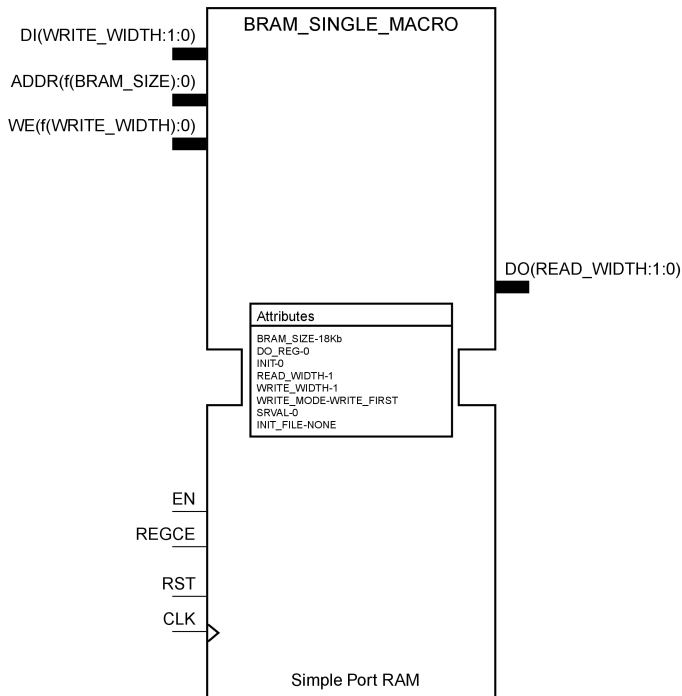 BRAM_SINGLE_MACRO
DI(WRITE_WIDTH:1:0)
ADDR(f(BRAM_SIZE):0)
WE(f(WRITE_WIDTH):0)
DO(READ_WIDTH:1:0)
Attributes
BRAM_SIZE-18Kb
DO_REG-0
INIT-0
READ_WIDTH-1
WRITE_WIDTH-1
WRITE_MODE-WRITE_FIRST
SRVAL-0
INIT_FILE-NONE
EN
REGCE
RST
CLK
Simple Port RAM